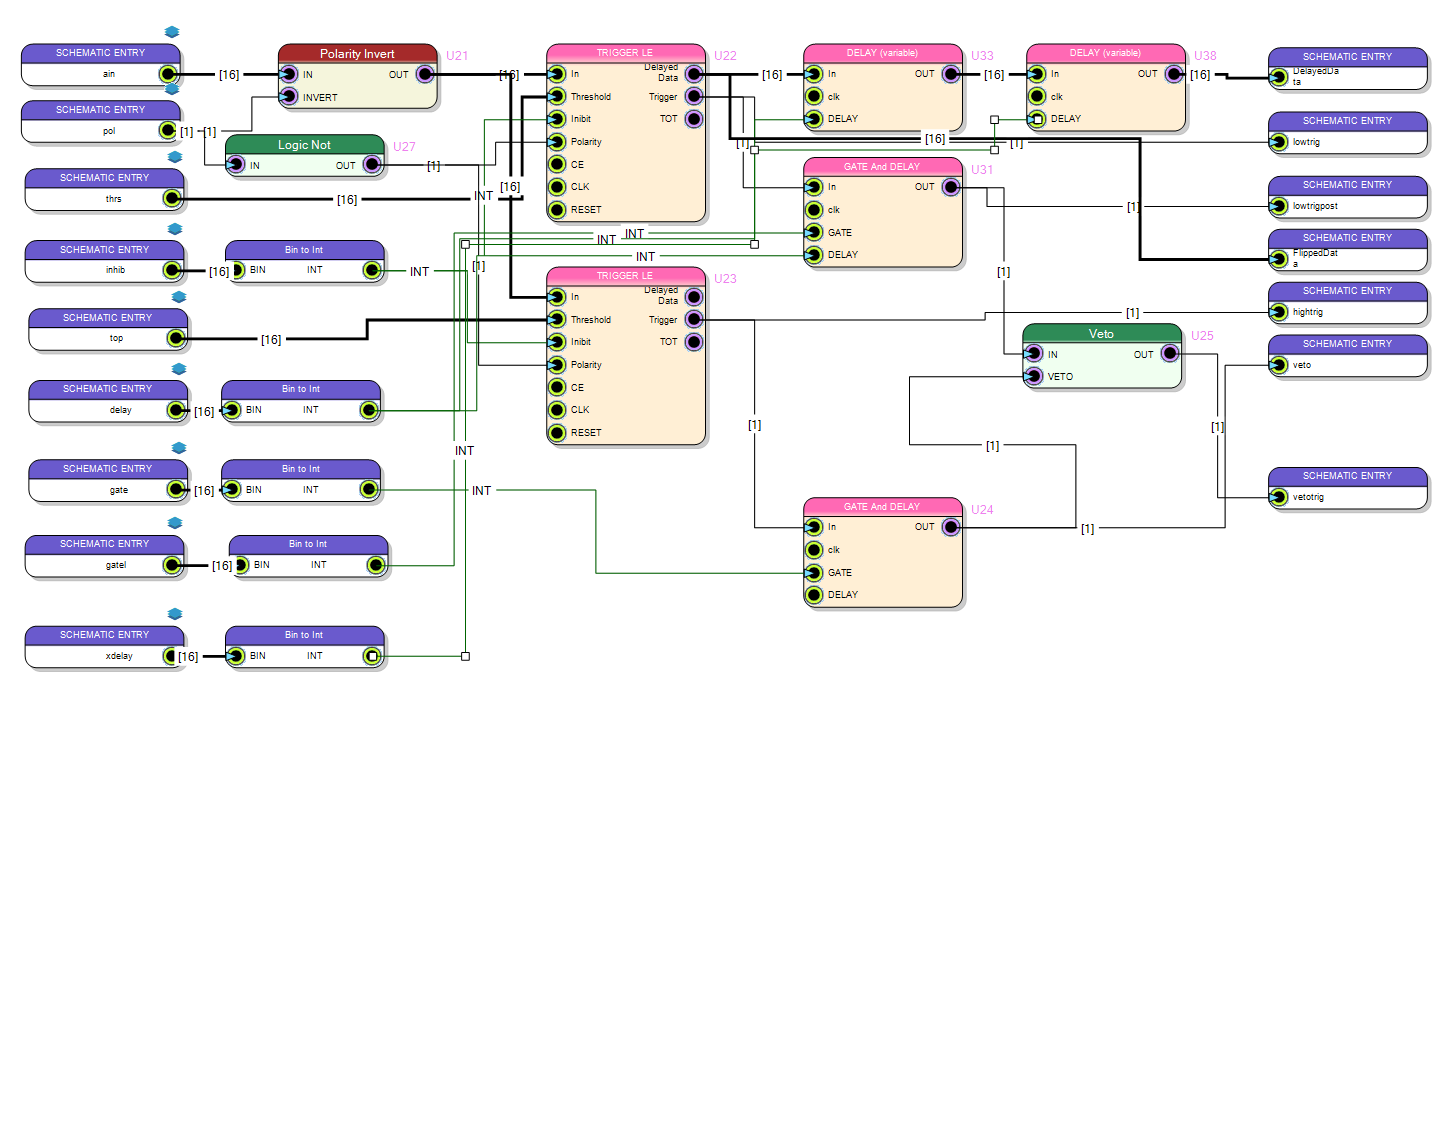 SCHEMATIC ENTRY
ain
[16]
Polarity Invert
U21
IN
OUT
INVERT
[16]
TRIGGER LE
U22
In
Delayed
Data
Threshold
Trigger
Inibit
TOT
Polarity
CE
CLK
RESET
[16]
DELAY (variable)
U33
In
OUT
clk
DELAY
[16]
DELAY (variable)
U38
In
OUT
clk
DELAY
[16]
SCHEMATIC ENTRY
DelayedDa
ta
SCHEMATIC ENTRY
pol
[1]
[1]
Logic Not
U27
IN
OUT
[1]
[16]
[1]
[16]
[1]
SCHEMATIC ENTRY
lowtrig
SCHEMATIC ENTRY
thrs
[16]
INT
GATE And DELAY
U31
In
OUT
clk
GATE
DELAY
[1]
SCHEMATIC ENTRY
lowtrigpost
SCHEMATIC ENTRY
inhib
[16]
Bin to Int
BIN
INT
INT
[1]
INT
INT
INT
[1]
SCHEMATIC ENTRY
FlippedDat
a
SCHEMATIC ENTRY
top
[16]
TRIGGER LE
U23
In
Delayed
Data
Threshold
Trigger
Inibit
TOT
Polarity
CE
CLK
RESET
[1]
SCHEMATIC ENTRY
hightrig
Veto
U25
IN
OUT
VETO
SCHEMATIC ENTRY
veto
SCHEMATIC ENTRY
delay
[16]
Bin to Int
BIN
INT
[1]
[1]
[1]
INT
SCHEMATIC ENTRY
gate
[16]
Bin to Int
BIN
INT
INT
SCHEMATIC ENTRY
vetotrig
GATE And DELAY
U24
In
OUT
clk
GATE
DELAY
[1]
SCHEMATIC ENTRY
gatel
[16]
Bin to Int
BIN
INT
SCHEMATIC ENTRY
xdelay
[16]
Bin to Int
BIN
INT